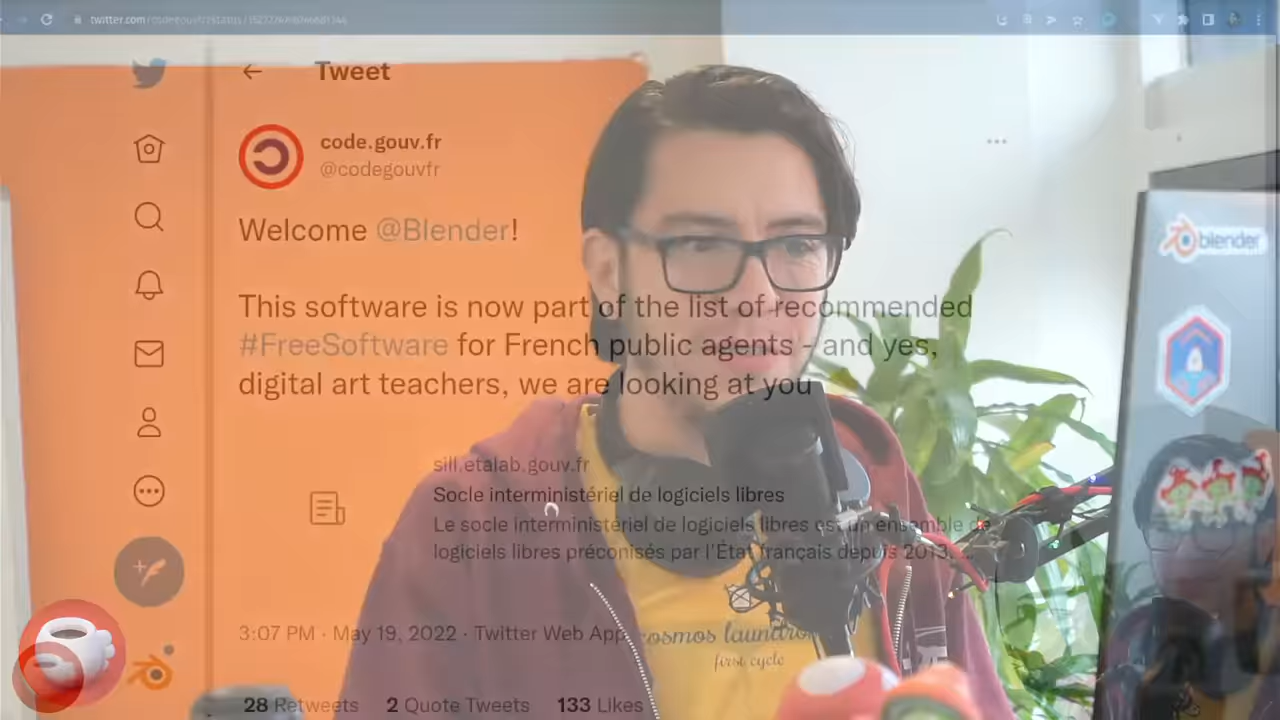 Tweet
code.gouv.fr
@codegouvfr
Welcome @Blender!
This software is now part of the list of recommended
#FreeSoftware for French public agents - and yes,
digital art teachers, we are looking at you
sill.etalab.gouv.fr
Socle interministériel de logiciels libres
Le socle interministériel de logiciels libres est un ensemble de
logiciels libres préconisés par l'État français depuis 2013. ...
3:07 PM · May 19, 2022 · Twitter Web App
28 Retweets 2 Quote Tweets 133 Likes
blender
cosmos laundromat
first cycle